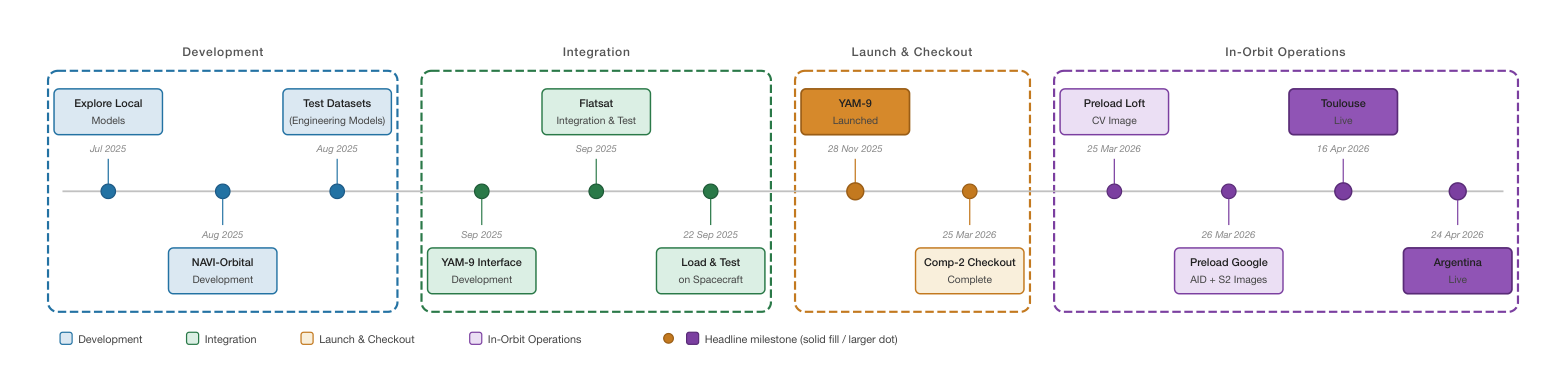 Development
Integration
Launch & Checkout
In-Orbit Operations
Explore Local
Models
Jul 2025
Test Datasets
(Engineering Models)
Aug 2025
Flatsat
Integration & Test
Sep 2025
YAM-9
Launched
28 Nov 2025
Preload Loft
CV Image
25 Mar 2026
Toulouse
Live
16 Apr 2026
Aug 2025
NAVI-Orbital
Development
Sep 2025
YAM-9 Interface
Development
22 Sep 2025
Load & Test
on Spacecraft
25 Mar 2026
Comp-2 Checkout
Complete
26 Mar 2026
Preload Google
AID + S2 Images
24 Apr 2026
Argentina
Live
Development
Integration
Launch & Checkout
In-Orbit Operations
Headline milestone (solid fill / larger dot)